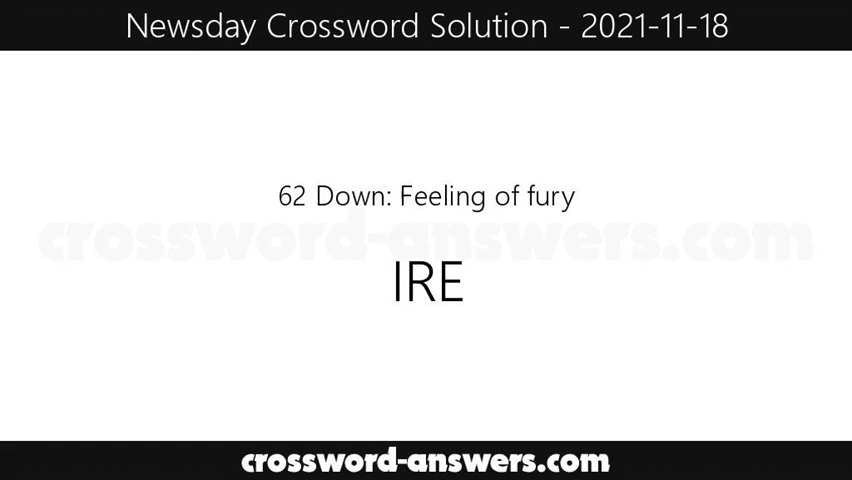 Newsday Crossword Solution - 2021-11-18
62 Down: Feeling of fury
crossword-answers.com
IRE
crossword-answers.com